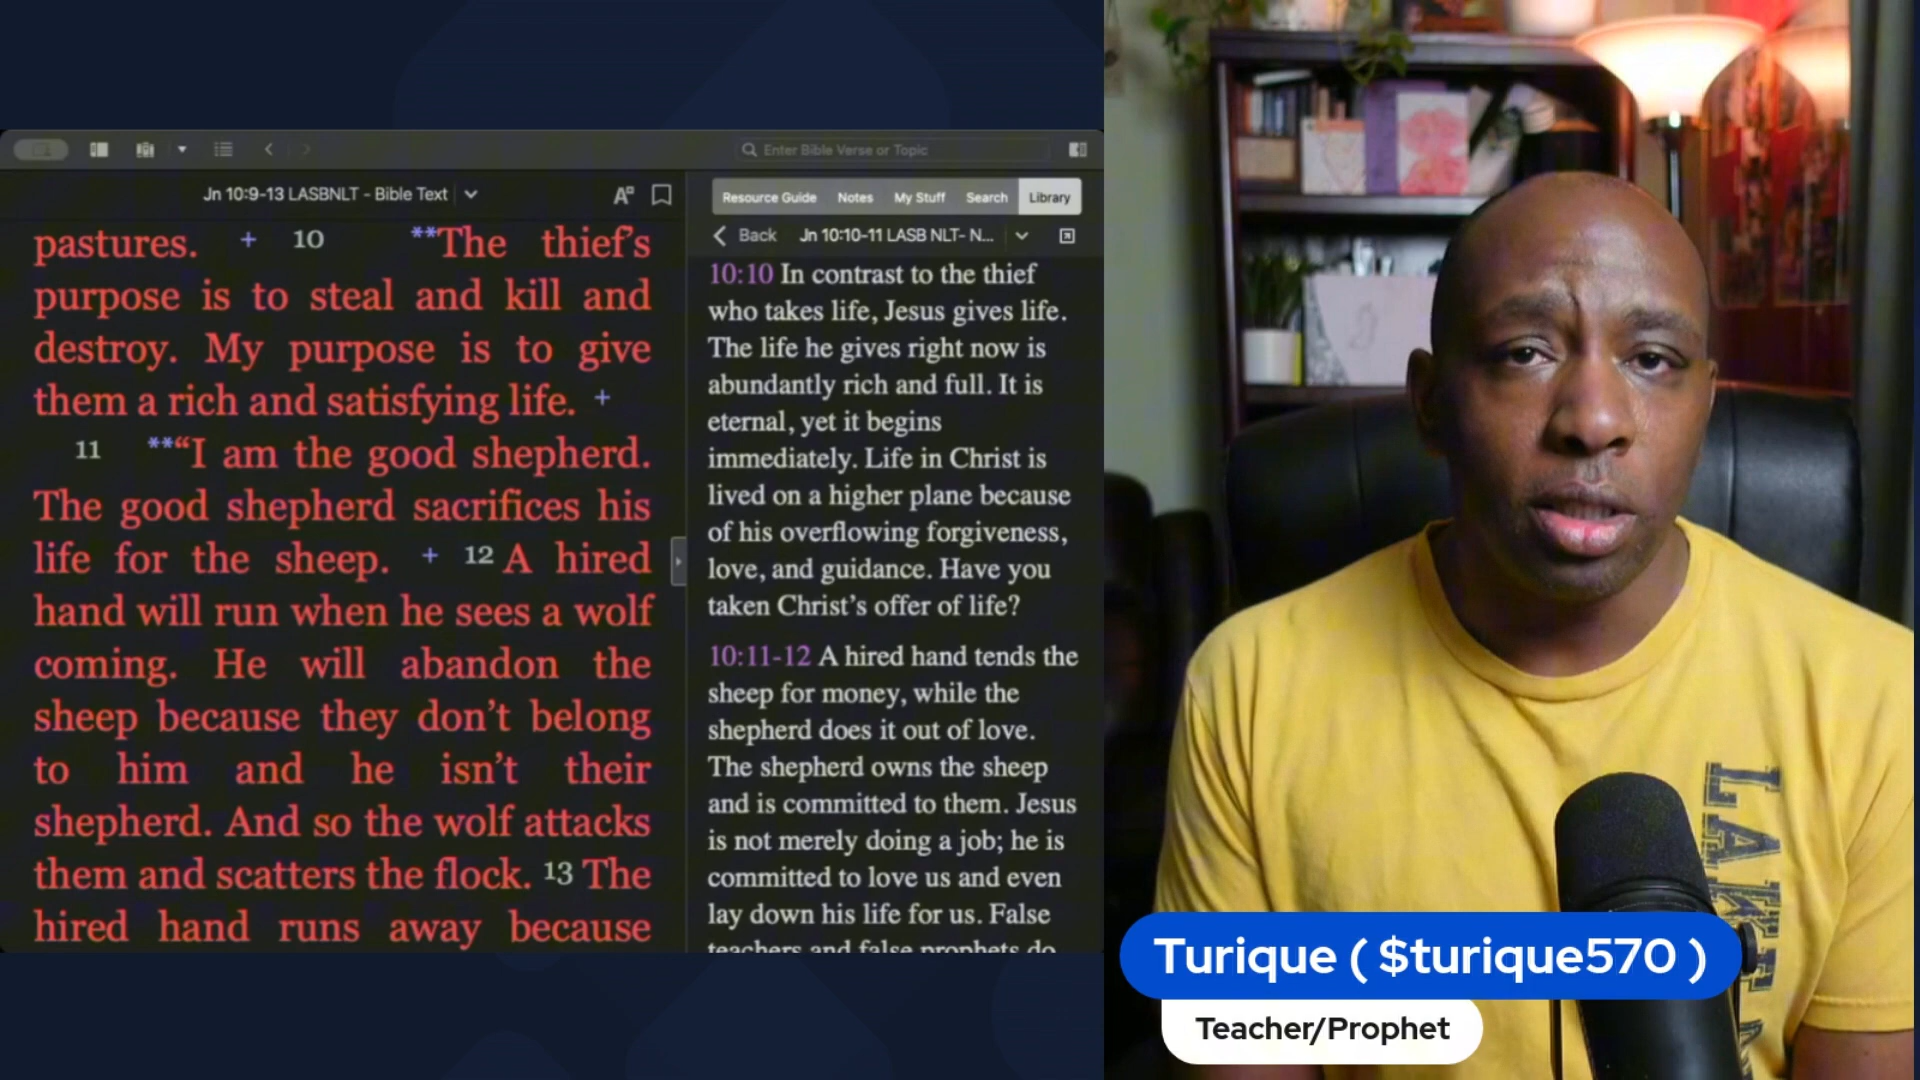 Enter Bible Verse or Topic
Jn 10:9-13 LASBNLT - Bible Text
pastures. + 10 **The thief's
purpose is to steal and kill and
destroy. My purpose is to give
them a rich and satisfying life. +
11 **“I am the good shepherd.
The good shepherd sacrifices his
life for the sheep. + 12 A hired
hand will run when he sees a wolf
coming. He will abandon the
sheep because they don't belong
to him and he isn't their
shepherd. And so the wolf attacks
them and scatters the flock. 13 The
hired hand runs away because
Resource Guide Notes My Stuff Search Library
Back Jn 10:10-11 LASB NLT- N...
10:10 In contrast to the thief
who takes life, Jesus gives life.
The life he gives right now is
abundantly rich and full. It is
eternal, yet it begins
immediately. Life in Christ is
lived on a higher plane because
of his overflowing forgiveness,
love, and guidance. Have you
taken Christ's offer of life?
10:11-12 A hired hand tends the
sheep for money, while the
shepherd does it out of love.
The shepherd owns the sheep
and is committed to them. Jesus
is not merely doing a job; he is
committed to love us and even
lay down his life for us. False
teachers and false prophets do
Turique ( $turique570 )
Teacher/Prophet